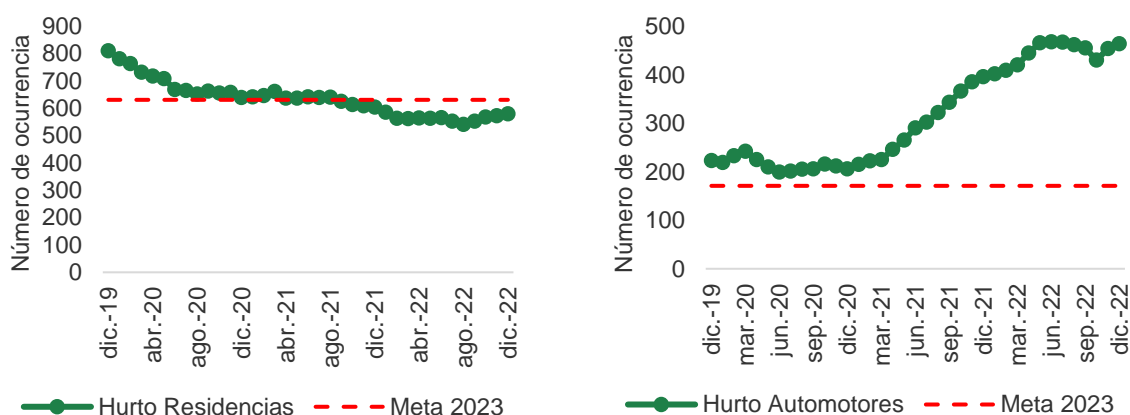 Número de ocurrencia
900
800
700
600
500
400
300
200
100
0
dic.-19
abr.-20
ago.-20
dic.-20
abr.-21
ago.-21
dic.-21
abr.-22
ago.-22
dic.-22
Hurto Residencias
Meta 2023
Número de ocurrencia
500
400
300
200
100
0
dic.-19
mar.-20
jun.-20
sep.-20
dic.-20
mar.-21
jun.-21
sep.-21
dic.-21
mar.-22
jun.-22
sep.-22
dic.-22
Hurto Automotores
Meta 2023